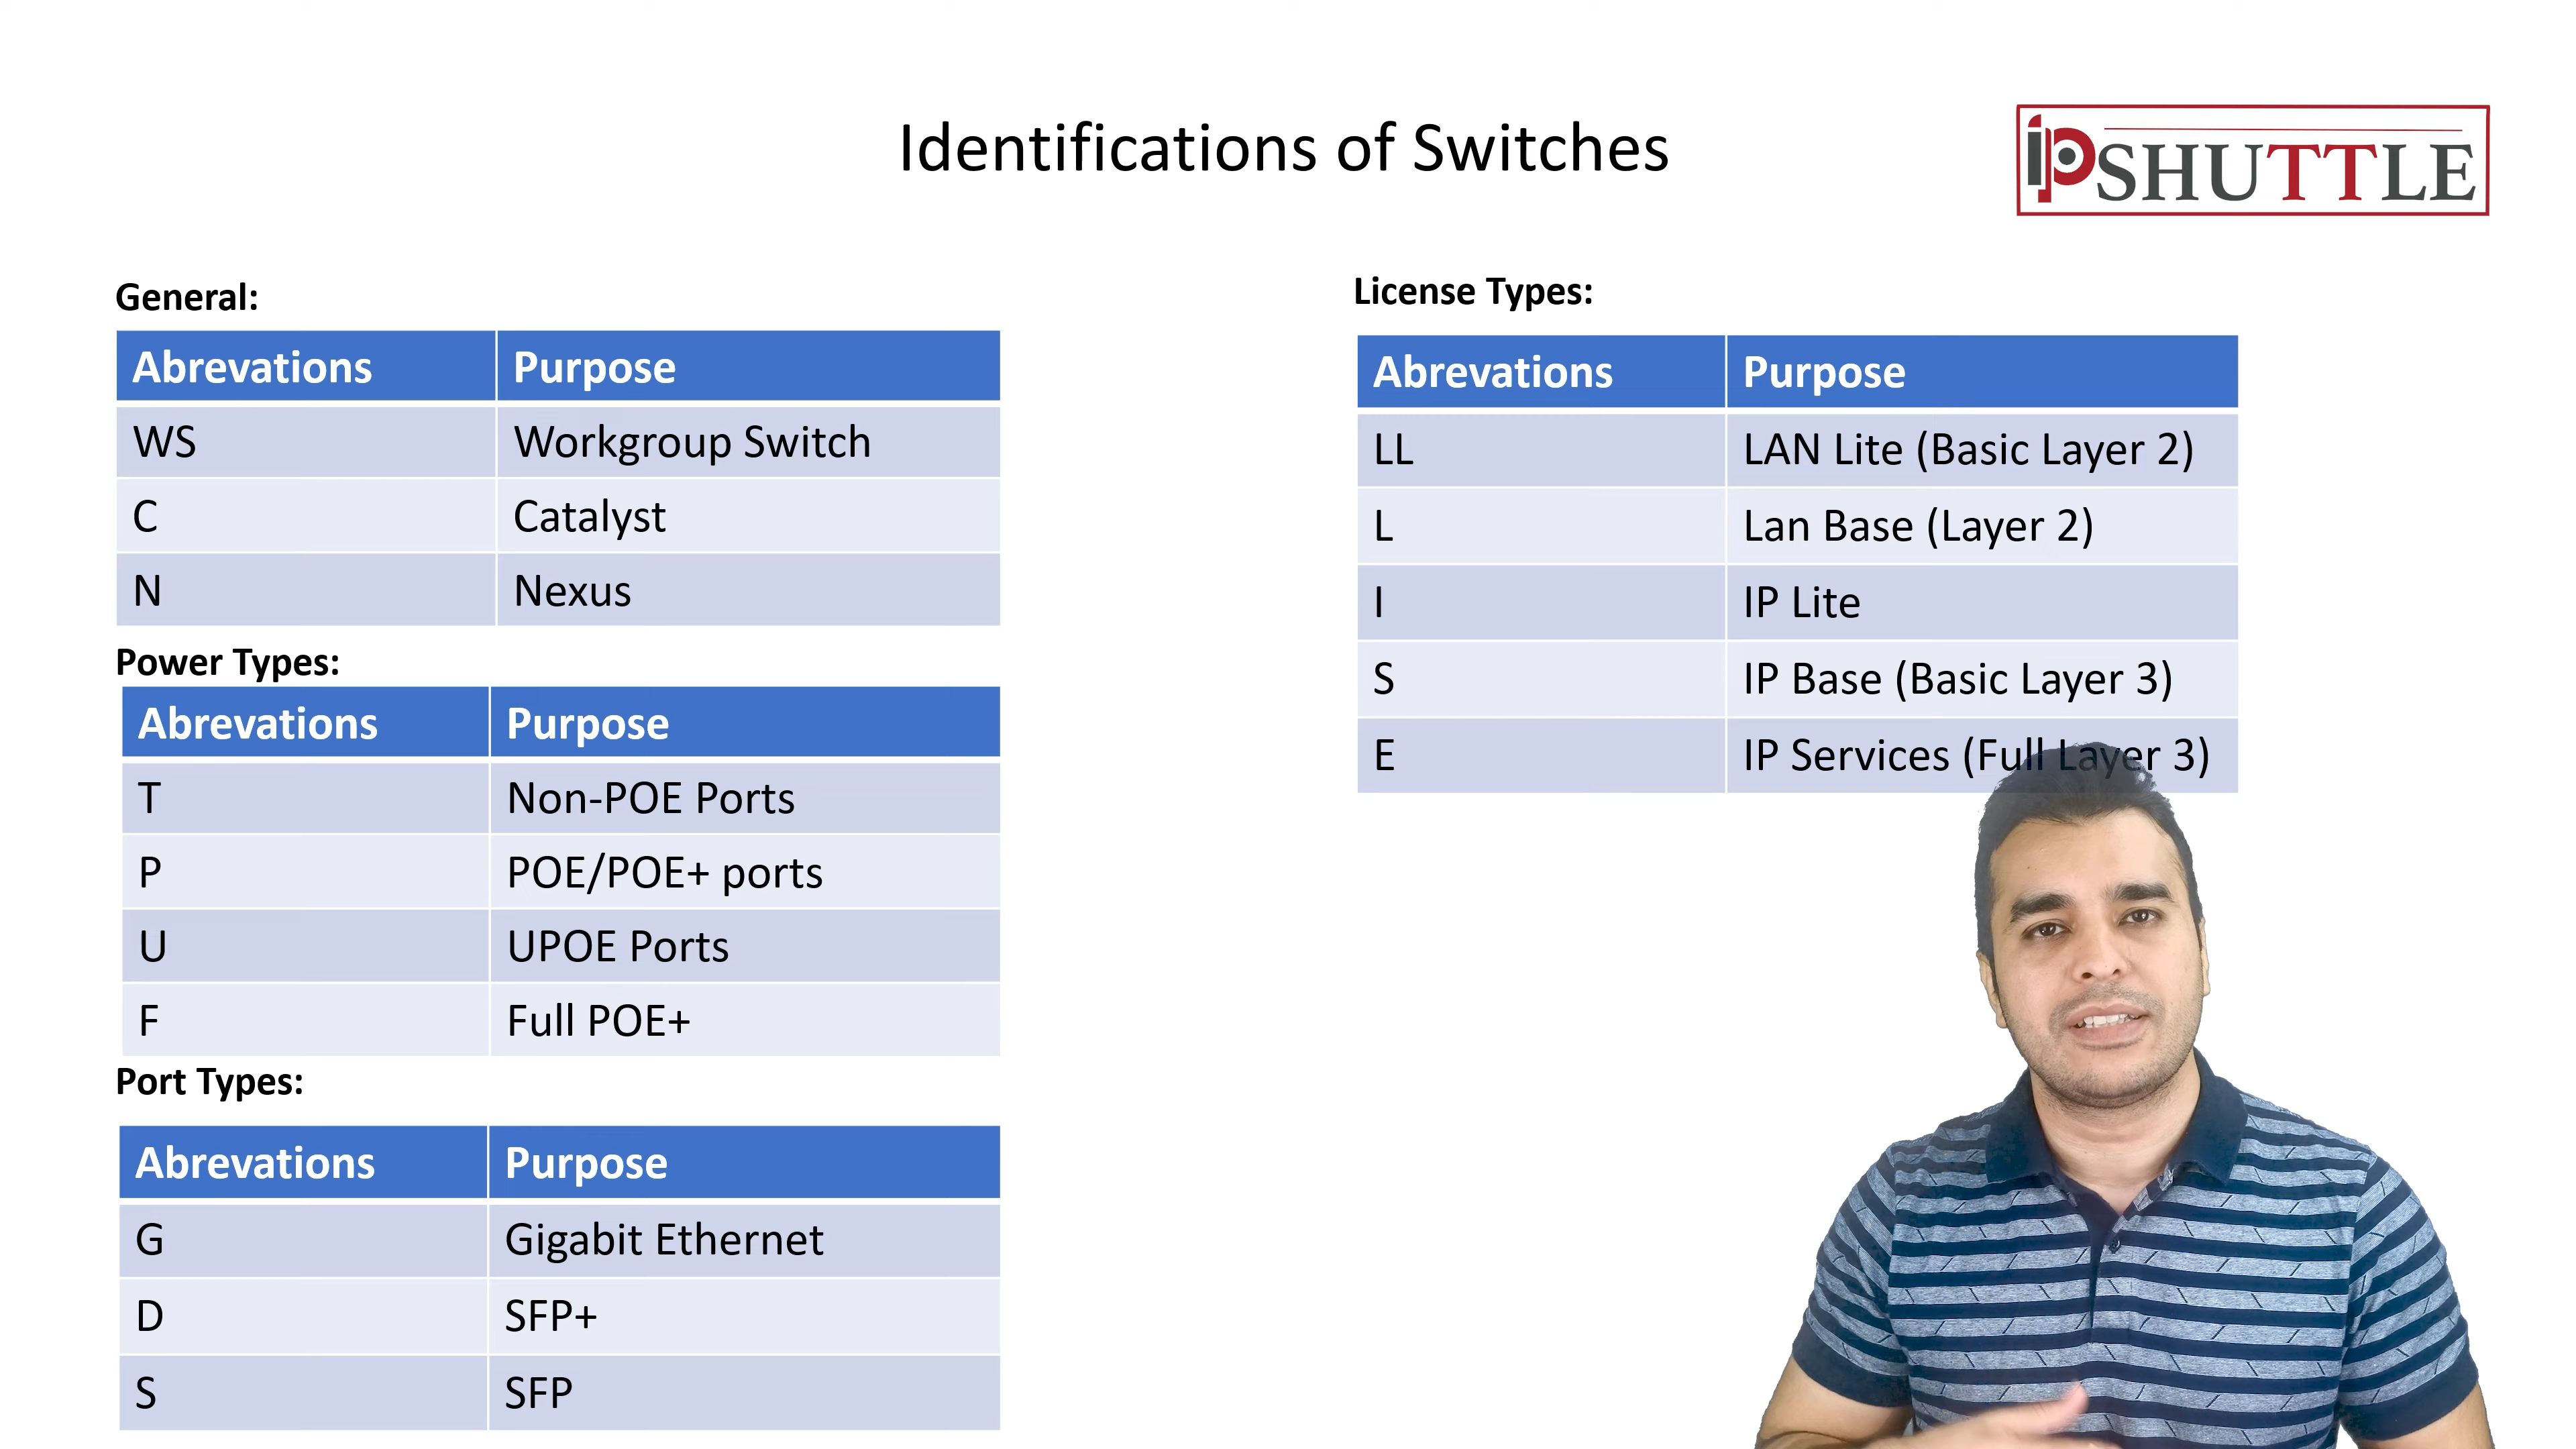 Identifications of Switches
ipSHUTTLE
General:
Abrevations Purpose
WS Workgroup Switch
C Catalyst
N Nexus
Power Types:
Abrevations Purpose
T Non-POE Ports
P POE/POE+ ports
U UPOE Ports
F Full POE+
Port Types:
Abrevations Purpose
G Gigabit Ethernet
D SFP+
S SFP
License Types:
Abrevations Purpose
LL LAN Lite (Basic Layer 2)
L Lan Base (Layer 2)
I IP Lite
S IP Base (Basic Layer 3)
E IP Services (Full Layer 3)